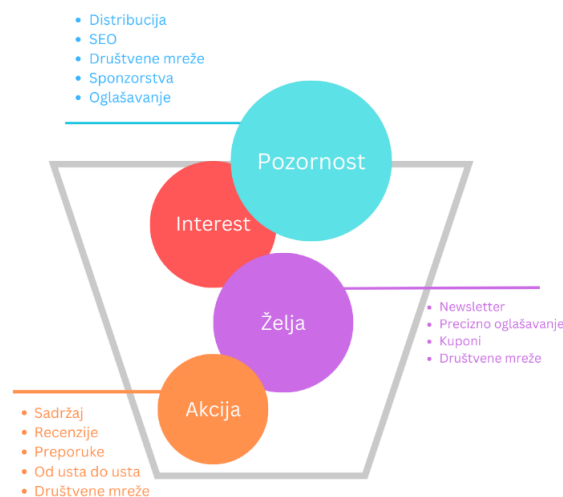 Distribucija
SEO
Društvene mreže
Sponzorstva
Oglašavanje
Pozornost
Interest
Želja
Newsletter
Precizno oglašavanje
Kuponi
Društvene mreže
Akcija
Sadržaj
Recenzije
Preporuke
Od usta do usta
Društvene mreže